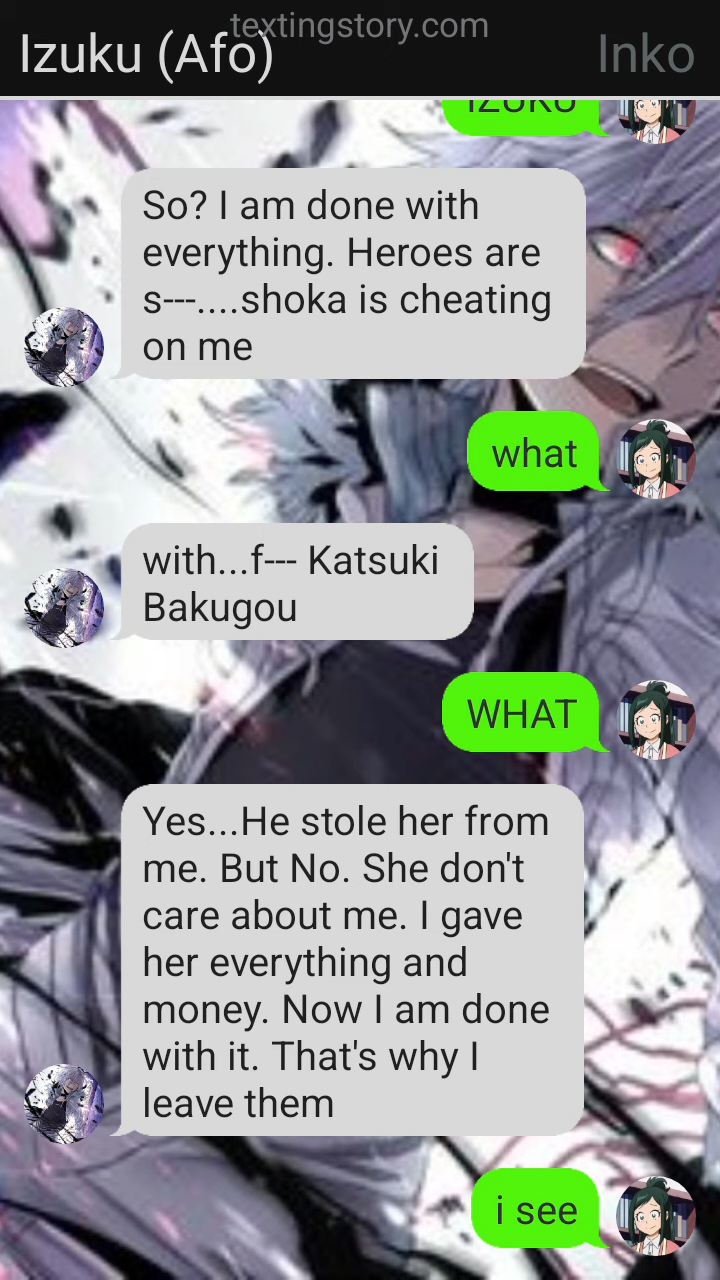 textingstory.com
Izuku (Afo)
Inko
IZUKU
So? I am done with
everything. Heroes are
s---....shoka is cheating
on me
what
with...f--- Katsuki
Bakugou
WHAT
Yes...He stole her from
me. But No. She don't
care about me. I gave
her everything and
money. Now I am done
with it. That's why I
leave them
i see